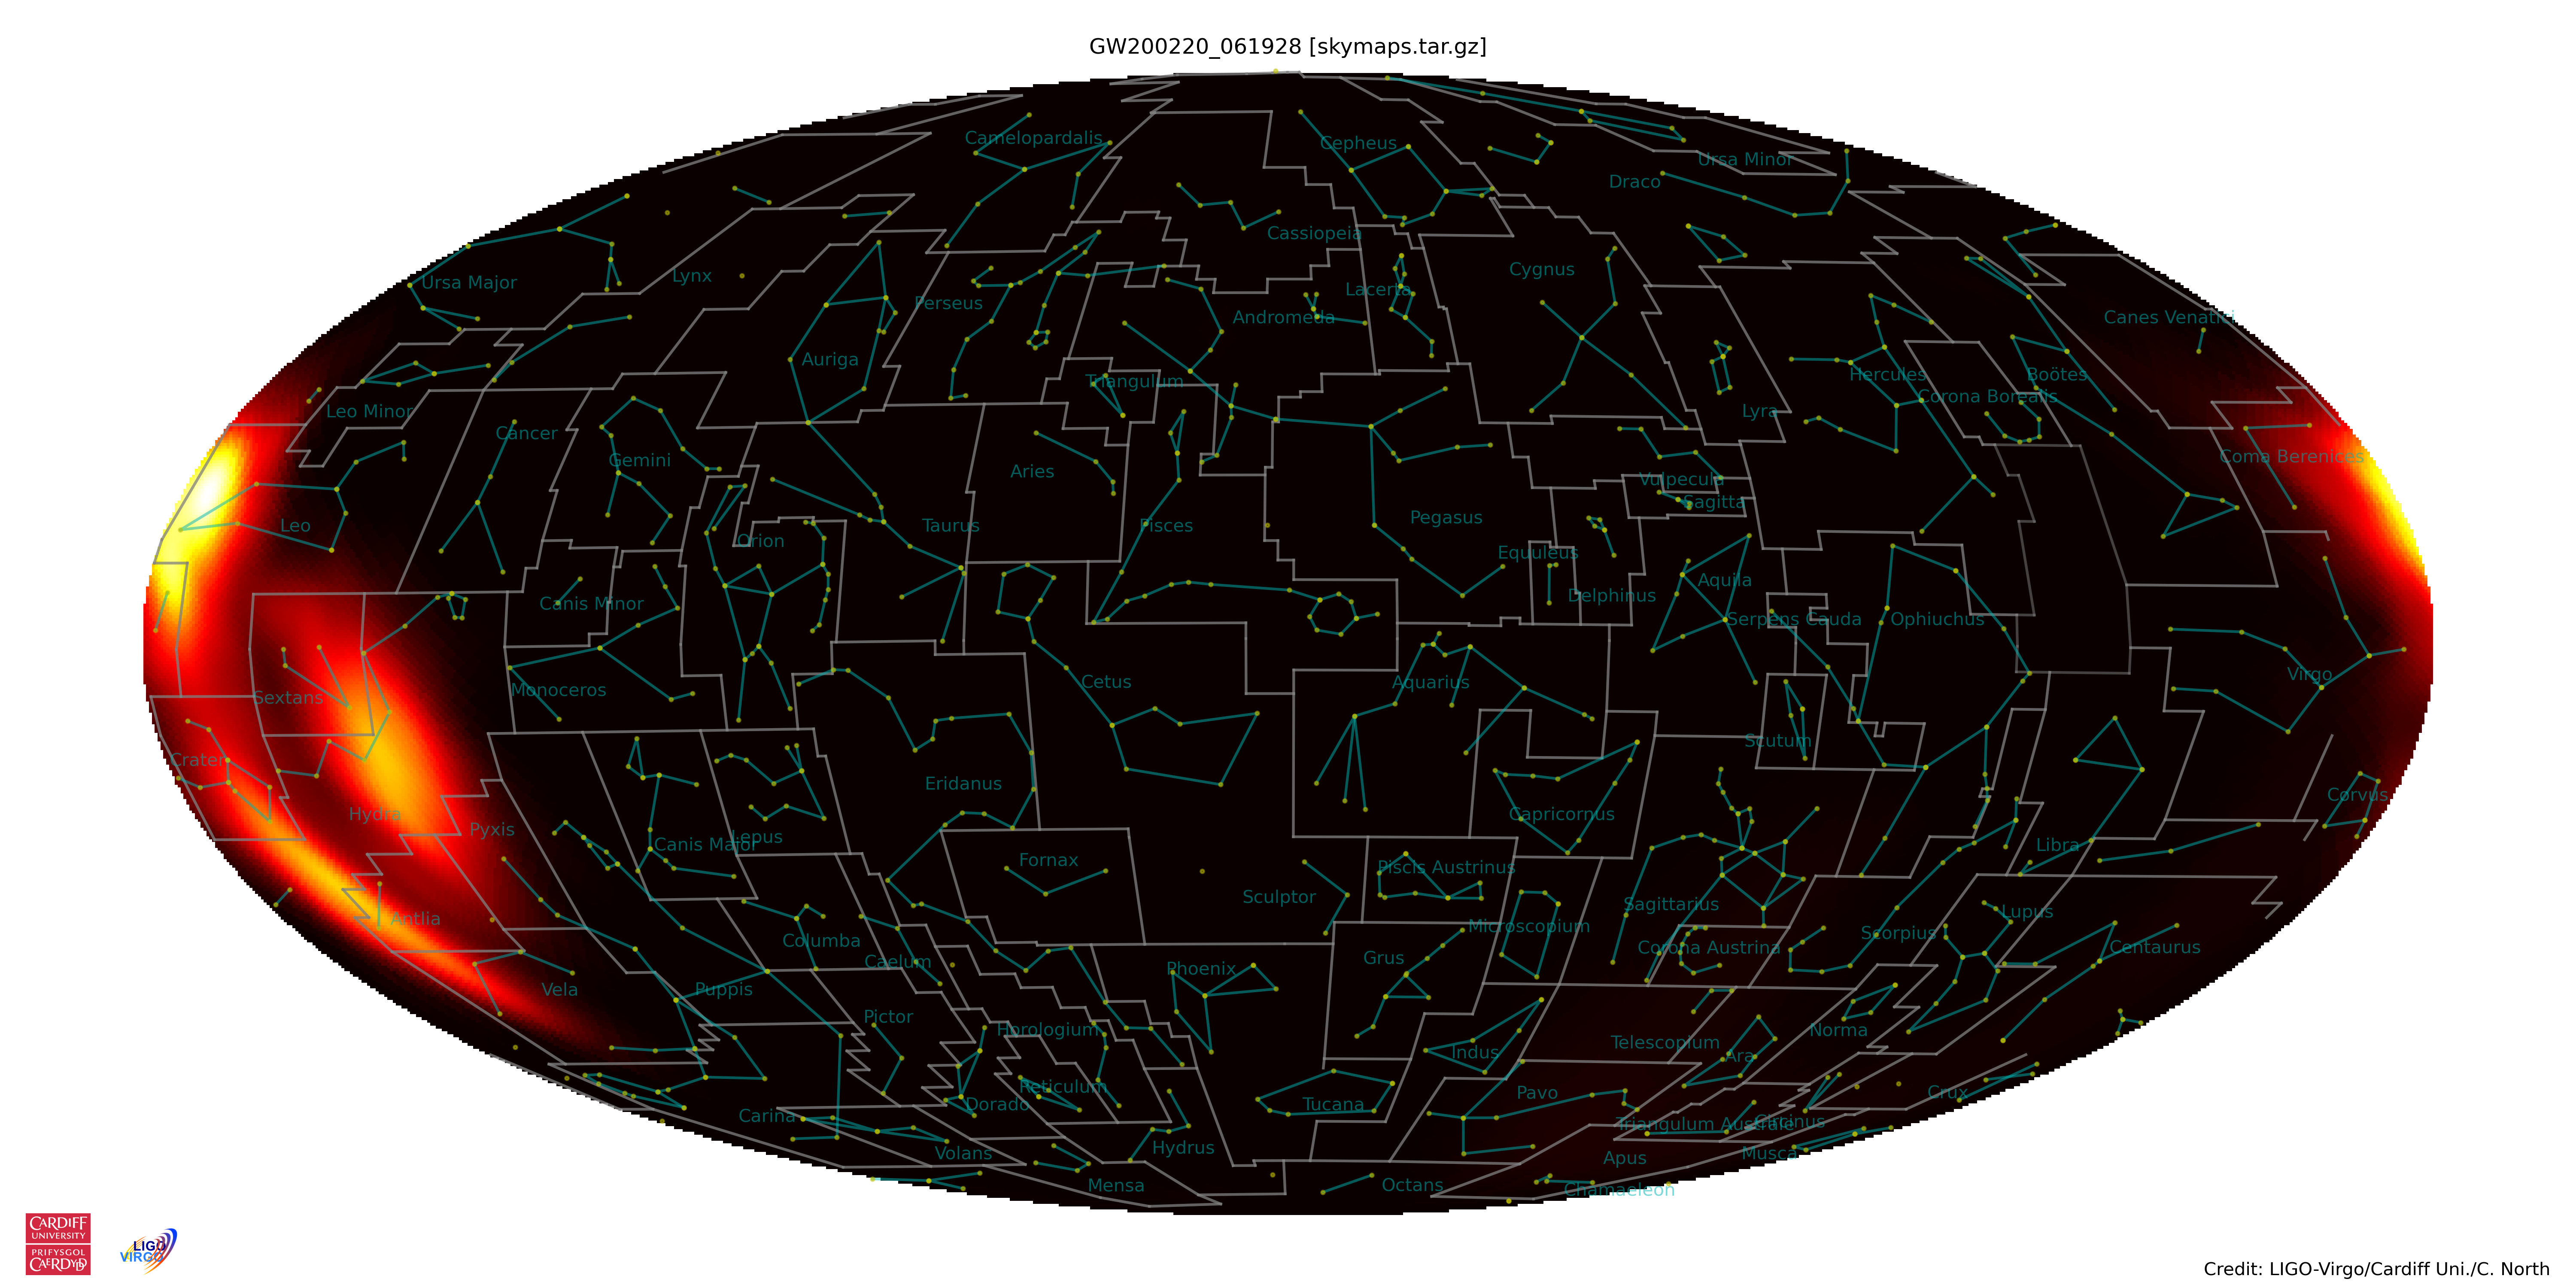 GW200220_061928 [skymaps.tar.gz]
Camelopardalis
Cepheus
Ursa Minor
Draco
Cassiopeia
Cygnus
Lynx
Ursa Major
Lacerta
Perseus
Andromeda
Canes Venatici
Auriga
Hercules
Boötes
Triangulum
Corona Borealis
Leo Minor
Lyra
Cancer
Coma Berenices
Gemini
Aries
Vulpecula
Sagitta
Pegasus
Leo
Taurus
Pisces
Orion
Equuleus
Aquila
Delphinus
Canis Minor
Serpens Cauda
Ophiuchus
Virgo
Cetus
Aquarius
Monoceros
Sextans
Scutum
Crater
Eridanus
Corvus
Hydra
Capricornus
Pyxis
Lepus
Canis Major
Libra
Fornax
Piscis Austrinus
Sculptor
Sagittarius
Lupus
Antlia
Microscopium
Scorpius
Columba
Corona Austrina
Centaurus
Grus
Caelum
Phoenix
Vela
Puppis
Pictor
Horologium
Norma
Telescopium
Indus
Ara
Reticulum
Pavo
Crux
Dorado
Tucana
Carina
Triangulum Australe
Circinus
Hydrus
Volans
Musca
Apus
Mensa
Octans
Chamaeleon
CARDIFF
UNIVERSITY
PRIFYSGOL
CAERDYDD
LIGO
VIRGO
Credit: LIGO-Virgo/Cardiff Uni./C. North